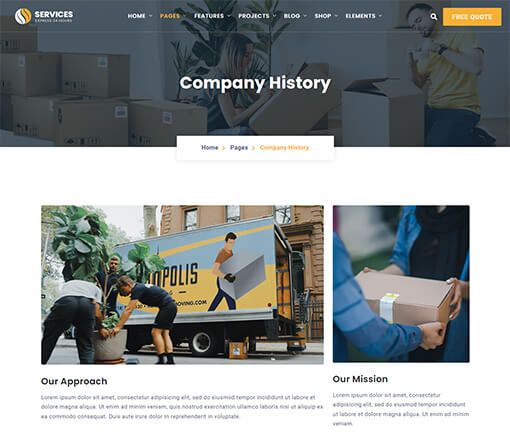 SERVICES
EXPRESS 24 HOURS
HOME PAGES FEATURES PROJECTS BLOG SHOP ELEMENTS
FREE QUOTE
Company History
Home Pages Company History
OPOLIS
MOVING.COM
Our Approach
Lorem ipsum dolor sit amet, consectetur adipisicing elit, sed do eiusmod tempor incididunt ut labore et
dolore magna aliqua. Ut enim ad minim veniam, quis nostrud exercitation ullamco laboris nisi ut aliquip ex
ea commodo consequat. Duis aute irure dolor in reprehenderit in voluptate.
Our Mission
Lorem ipsum dolor sit amet, consectetur
adipisicing elit, sed do eiusmod tempor
incididunt ut labore et dolore magna
aliqua. Ut enim ad minim veniam.